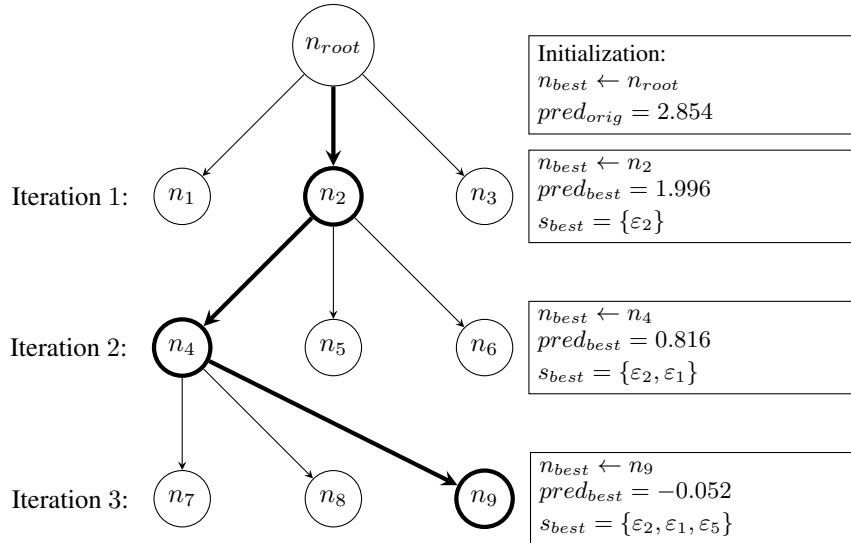 n_root
Initialization:
n_best ← n_root
pred_orig = 2.854
Iteration 1:
n_1
n_2
n_3
n_best ← n_2
pred_best = 1.996
s_best = {ε_2}
Iteration 2:
n_4
n_5
n_6
n_best ← n_4
pred_best = 0.816
s_best = {ε_2, ε_1}
Iteration 3:
n_7
n_8
n_9
n_best ← n_9
pred_best = −0.052
s_best = {ε_2, ε_1, ε_5}